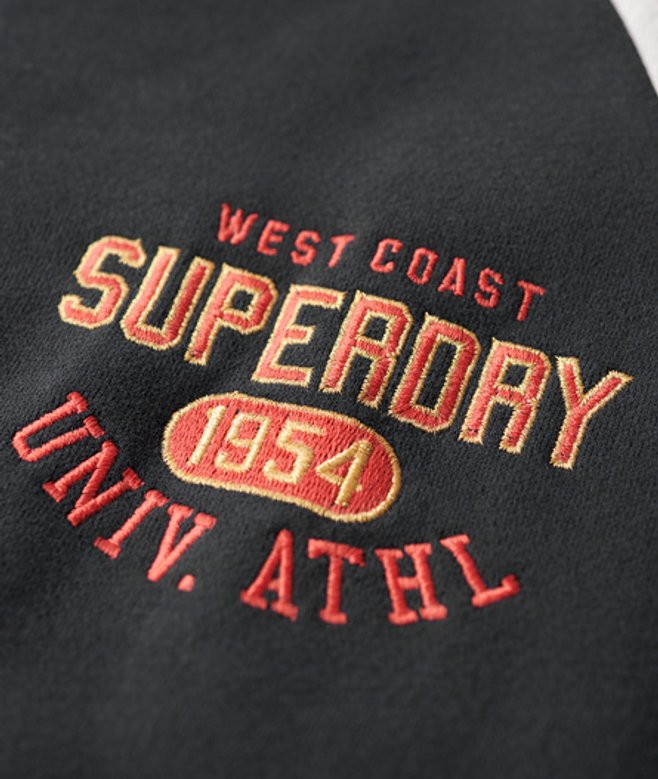 WEST COAST
SUPERDRY
1954
UNIV. ATHL